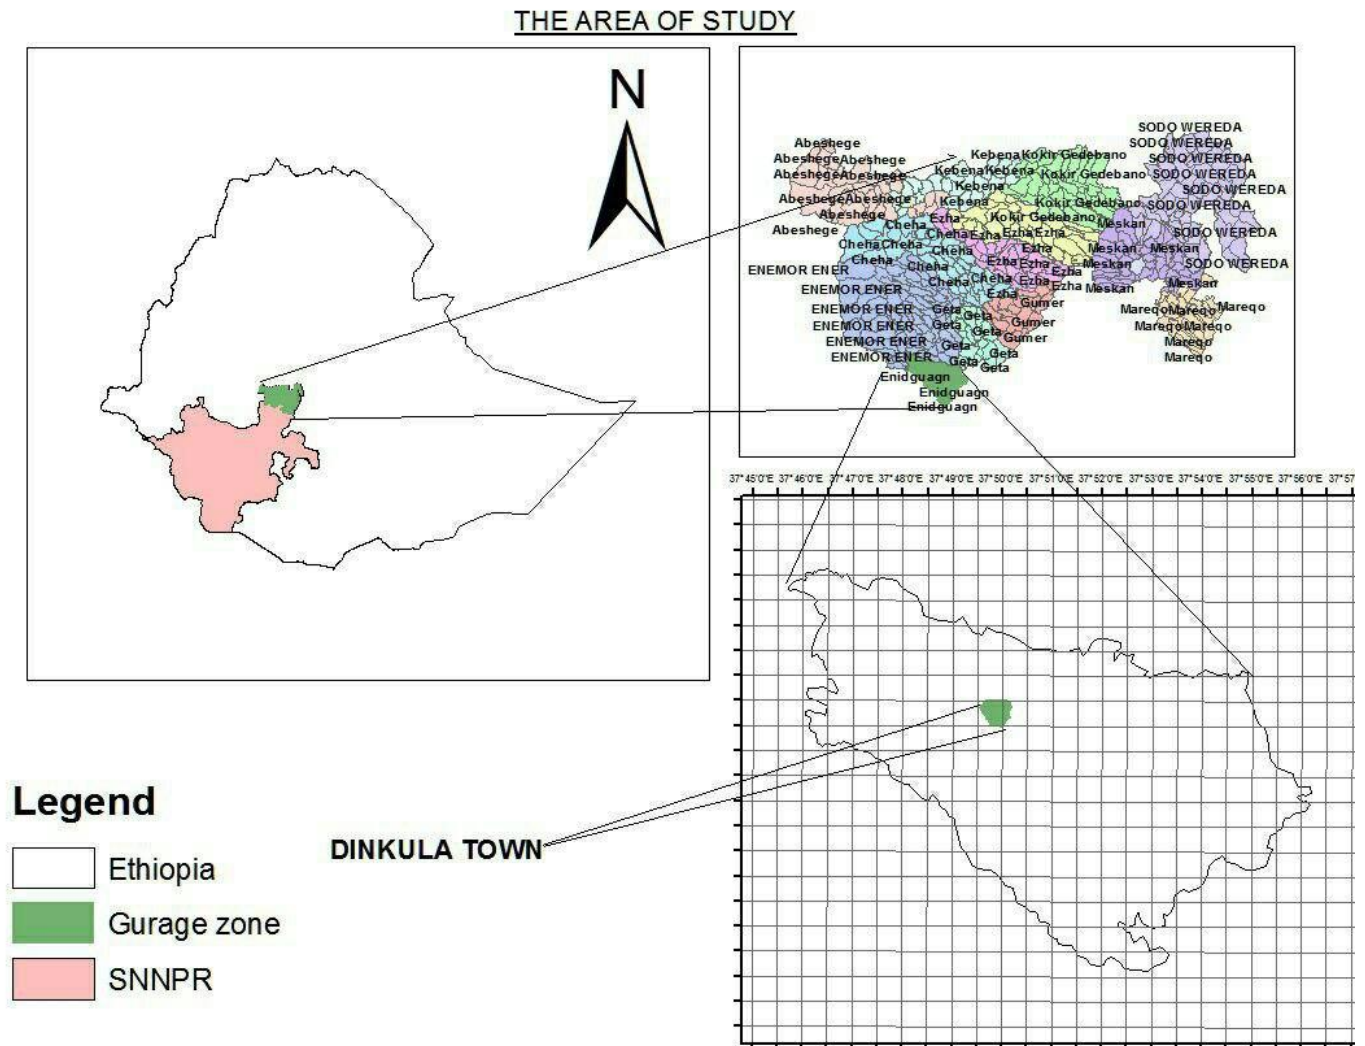 THE AREA OF STUDY
N
SODO WEREDA
Abeshege
SODO WEREDA
Kebena Kokir Gedebano
Abeshege Abeshege
SODO WEREDA
Kebena Kebena
Abeshege Abeshege
Kokir Gedebano
SODO WEREDA
Kebena
SODO WEREDA
Abeshege Abeshege
Kebena
Kokir Gedebano
SODO WEREDA
Abeshege
Ezha
Kokir Gedebano
Cheha
Meskan
Abeshege
Cheha Ezha
Ezha Ezha
SODO WEREDA
Cheha Cheha
Cheha
Ezha
Meskan
Meskan
Cheha
Cheha
Ezha Ezha
Meskan
SODO WEREDA
ENEMOR ENER
Ezha
Cheha
Cheha
Ezha
Ezha
Meskan
Meskan
ENEMOR ENER
Ezha
Gumer
ENEMOR ENER
Geta
Geta
Mareqo Mareqo Mareqo
ENEMOR ENER
Geta
Geta
Gumer
Mareqo Mareqo
ENEMOR ENER
Geta
Gumer
Mareqo
ENEMOR ENER
Geta
Geta
Geta
Mareqo
Enidguagn
Enidguagn
Enidguagn
37°45'0"E 37°46'0"E 37°47'0"E 37°48'0"E 37°49'0"E 37°50'0"E 37°51'0"E 37°52'0"E 37°53'0"E 37°54'0"E 37°55'0"E 37°56'0"E 37°57
DINKULA TOWN
Legend
Ethiopia
Gurage zone
SNNPR